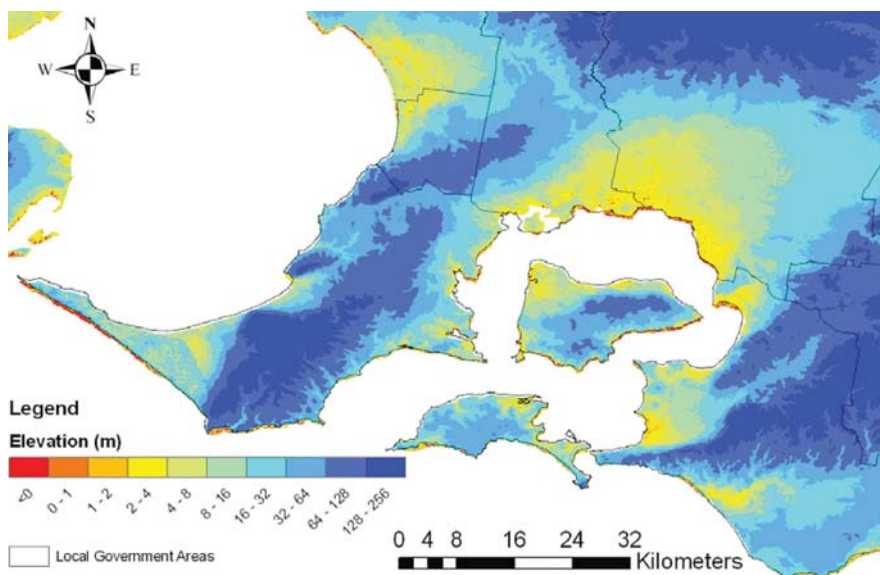 N
W E
S
Legend
Elevation (m)
<0 0 - 1 1 - 2 2 - 4 4 - 8 8 - 16 16 - 32 32 - 64 64 - 128 128 - 256
Local Government Areas
0 2 4 8 16 24 32
Kilometers